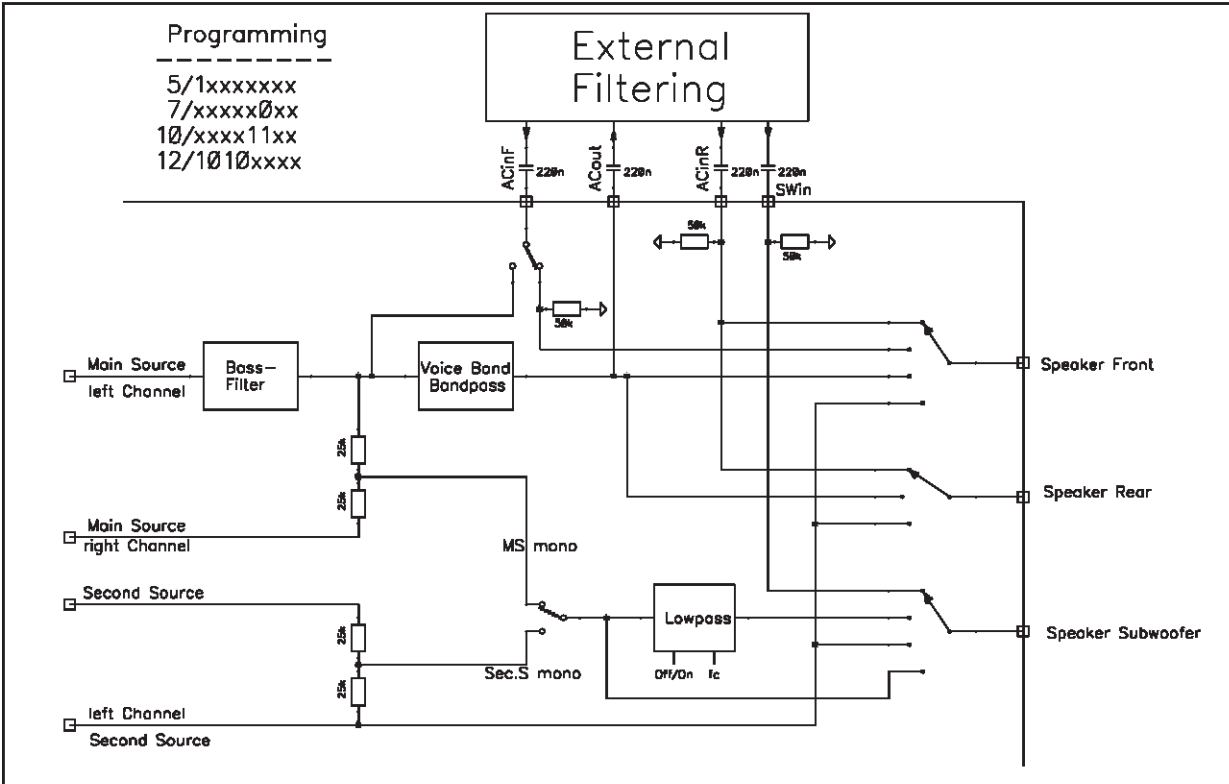 Programming
5/1xxxxxxx
7/xxxxx0xx
10/xxxx11xx
12/1010xxxx
External
Filtering
ACinF
220n
ACout
220n
ACinR
220n
220n
SWin
50k
50k
50k
Main Source
left Channel
Bass-
Filter
Voice Band
Bandpass
Speaker Front
25k
25k
Main Source
right Channel
MS mono
Speaker Rear
Second Source
25k
25k
Sec.S mono
Lowpass
Off/On
fc
Speaker Subwoofer
left Channel
Second Source